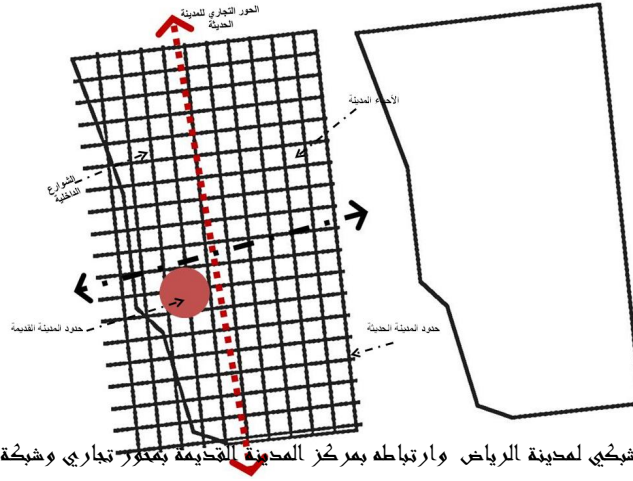 الحور التجاري للمدينة
الحديثة
الأحياء المدينة
الشوارع
الداخلية
حدود المدينة القديمة
حدود المدينة الحديثة
شبكي لمدينة الرياض وارتباطه بمركز المدينة القديمة بمحور تجاري وشبكة